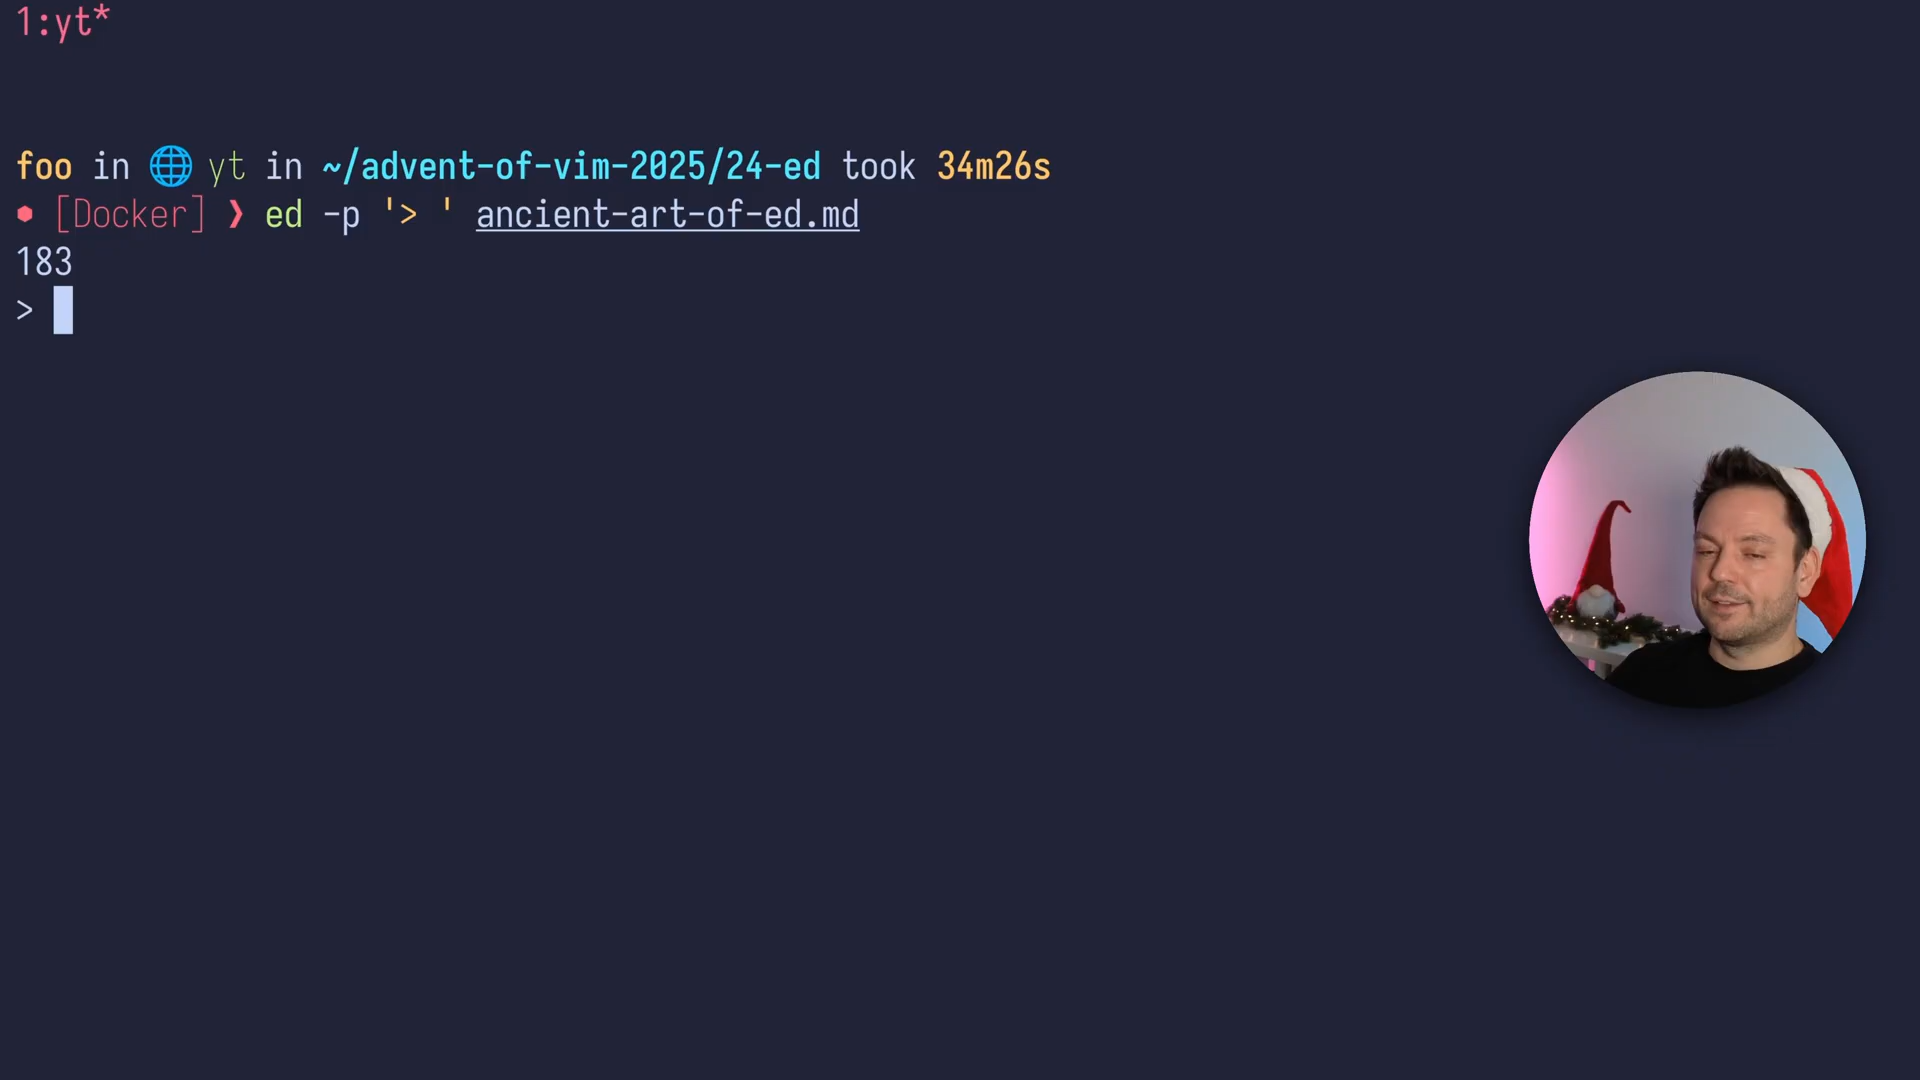 1:yt*
foo in 🌐 yt in ~/advent-of-vim-2025/24-ed took 34m26s
[Docker] ❯ ed -p '> ' ancient-art-of-ed.md
183
>